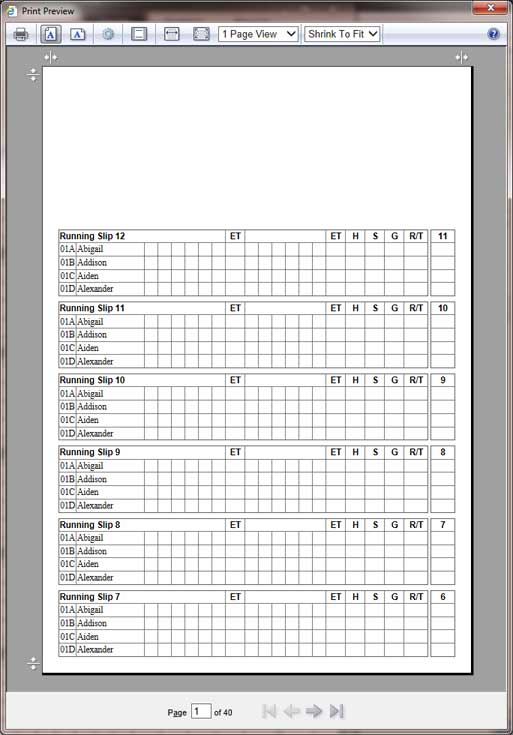 Print Preview
1 Page View Shrink To Fit
Running Slip 12 ET ET H S G R/T 11
01A Abigail
01B Addison
01C Aiden
01D Alexander
Running Slip 11 ET ET H S G R/T 10
01A Abigail
01B Addison
01C Aiden
01D Alexander
Running Slip 10 ET ET H S G R/T 9
01A Abigail
01B Addison
01C Aiden
01D Alexander
Running Slip 9 ET ET H S G R/T 8
01A Abigail
01B Addison
01C Aiden
01D Alexander
Running Slip 8 ET ET H S G R/T 7
01A Abigail
01B Addison
01C Aiden
01D Alexander
Running Slip 7 ET ET H S G R/T 6
01A Abigail
01B Addison
01C Aiden
01D Alexander
Page 1 of 40